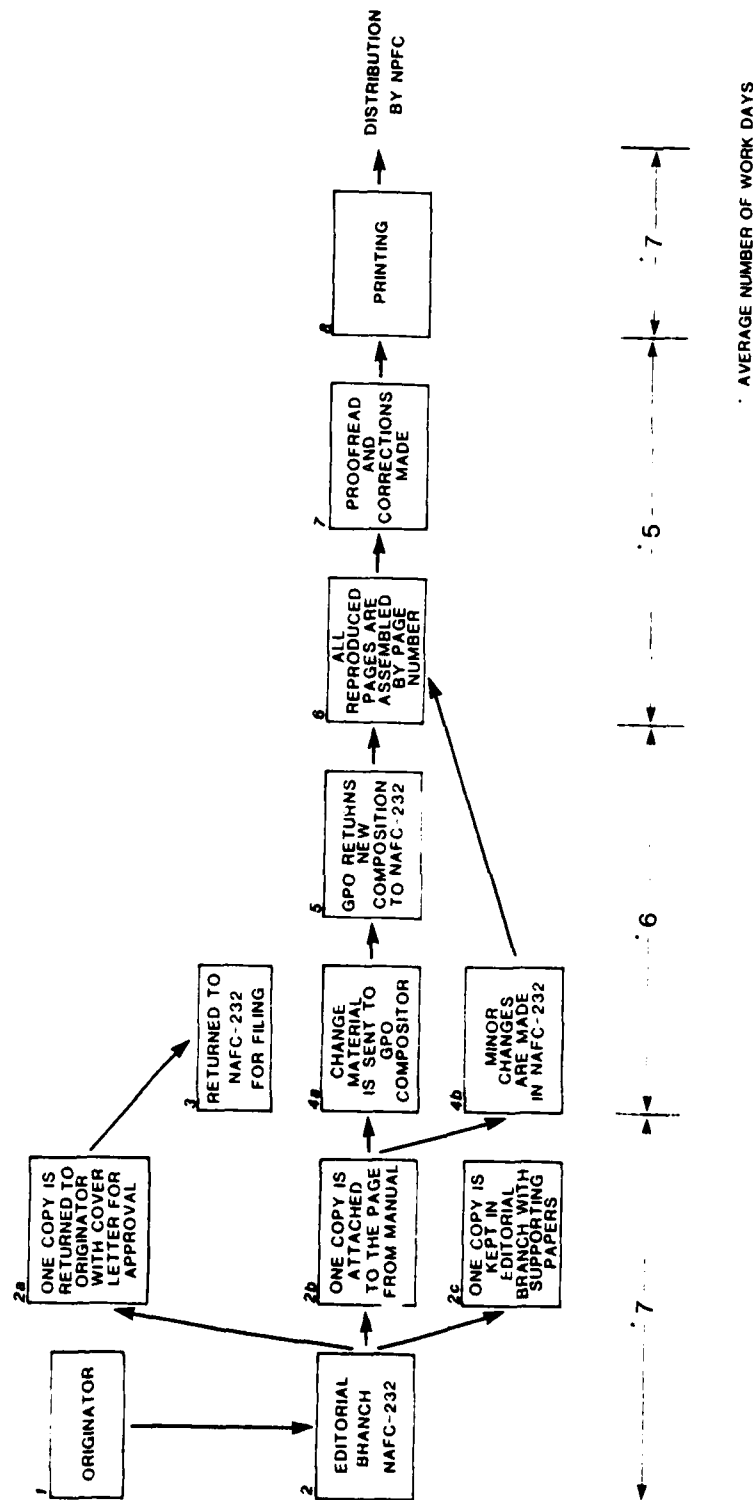 1
ORIGINATOR
2
EDITORIAL
BRANCH
NAFC-232
2a
ONE COPY IS
RETURNED TO
ORIGINATOR
WITH COVER
LETTER FOR
APPROVAL
2b
ONE COPY IS
ATTACHED
TO THE PAGE
FROM MANUAL
2c
ONE COPY IS
KEPT IN
EDITORIAL
BRANCH WITH
SUPPORTING
PAPERS
3
RETURNED TO
NAFC-232
FOR FILING
4a
CHANGE
MATERIAL
IS SENT TO
GPO
COMPOSITOR
4b
MINOR
CHANGES
ARE MADE
IN NAFC-232
5
GPO RETURNS
NEW
COMPOSITION
TO NAFC-232
6
ALL
REPRODUCED
PAGES ARE
ASSEMBLED
BY PAGE
NUMBER
7
PROOFREAD
AND
CORRECTIONS
MADE
8
PRINTING
DISTRIBUTION
BY NPFC
*7
*6
*5
*7
* AVERAGE NUMBER OF WORK DAYS